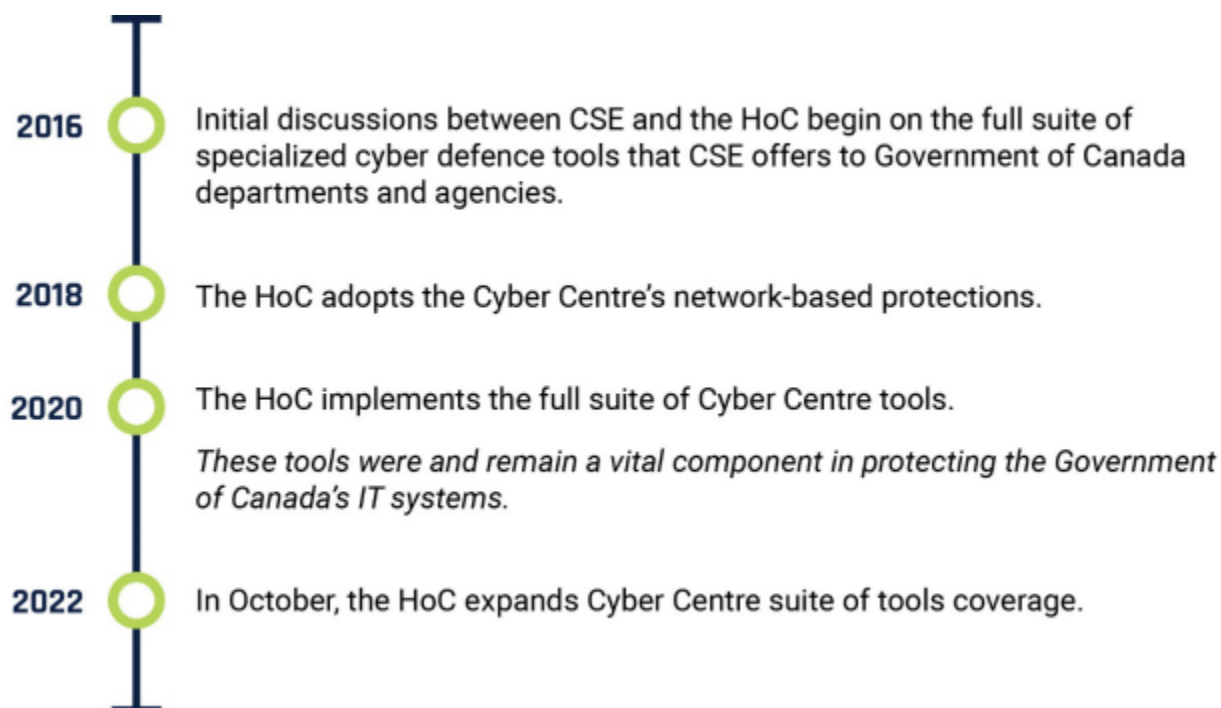 2016
Initial discussions between CSE and the HoC begin on the full suite of
specialized cyber defence tools that CSE offers to Government of Canada
departments and agencies.
2018
The HoC adopts the Cyber Centre’s network-based protections.
2020
The HoC implements the full suite of Cyber Centre tools.
These tools were and remain a vital component in protecting the Government
of Canada’s IT systems.
2022
In October, the HoC expands Cyber Centre suite of tools coverage.